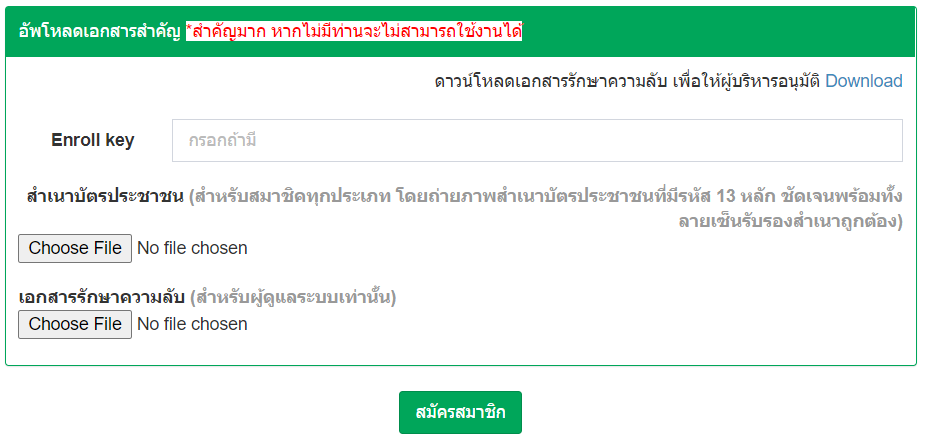 อัพโหลดเอกสารสำคัญ *สำคัญมาก หากไม่มีท่านจะไม่สามารถใช้งานได้
ดาวน์โหลดเอกสารรักษาความลับ เพื่อให้ผู้บริหารอนุมัติ Download
Enroll key กรอกถ้ามี
สำเนาบัตรประชาชน (สำหรับสมาชิกทุกประเภท โดยถ่ายภาพสำเนาบัตรประชาชนที่มีรหัส 13 หลัก ชัดเจนพร้อมทั้ง
ลายเซ็นรับรองสำเนาถูกต้อง)
Choose File No file chosen
เอกสารรักษาความลับ (สำหรับผู้ดูแลระบบเท่านั้น)
Choose File No file chosen
สมัครสมาชิก